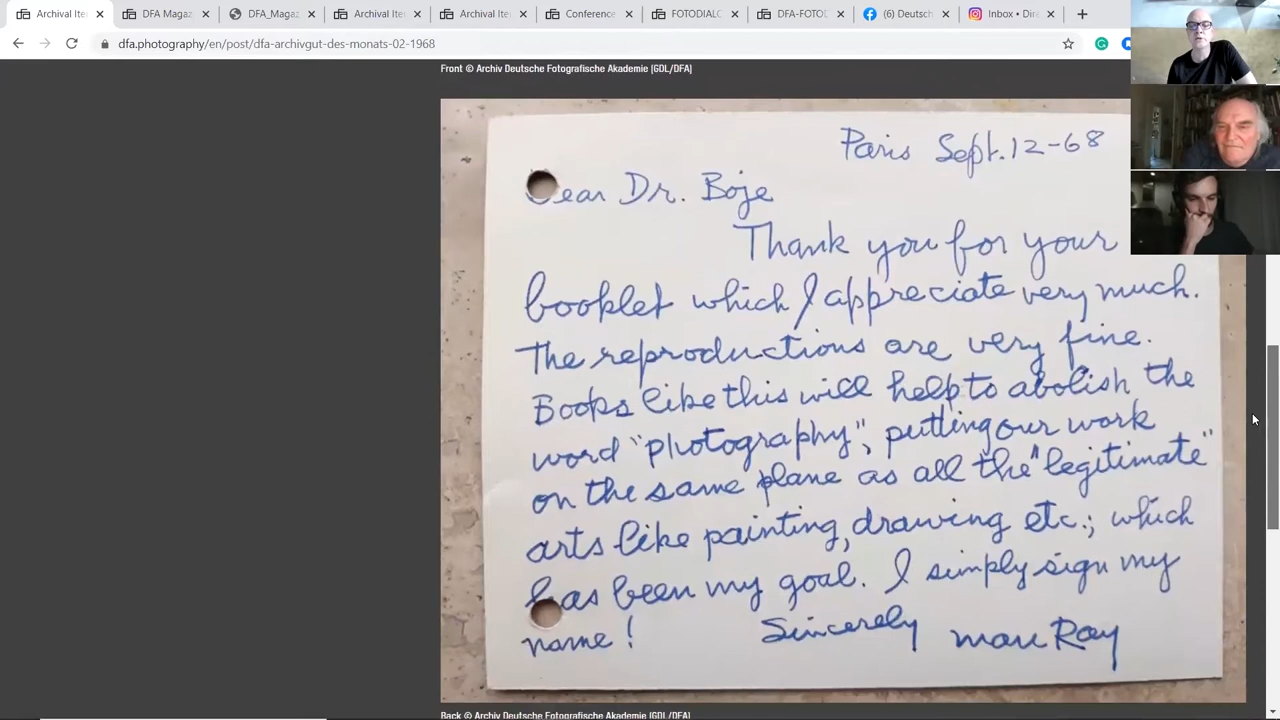 Archival Ite
DFA Magaz
DFA_Magaz
Archival Ite
Archival Iter
Conference
FOTODIALO
DFA-FOTOD
(6) Deutsch
Inbox • Dire
dfa.photography/en/post/dfa-archivgut-des-monats-02-1968
Front © Archiv Deutsche Fotografische Akademie [GDL/DFA]
Paris Sept. 12-68
Dear Dr. Boje
Thank you for your
booklet which I appreciate very much.
The reproductions are very fine.
Books like this will help to abolish the
word "photography", putting our work
on the same plane as all the "legitimate"
arts like painting, drawing etc.; which
has been my goal. I simply sign my
name! Sincerely Man Ray
Back © Archiv Deutsche Fotografische Akademie [GDL/DFA]